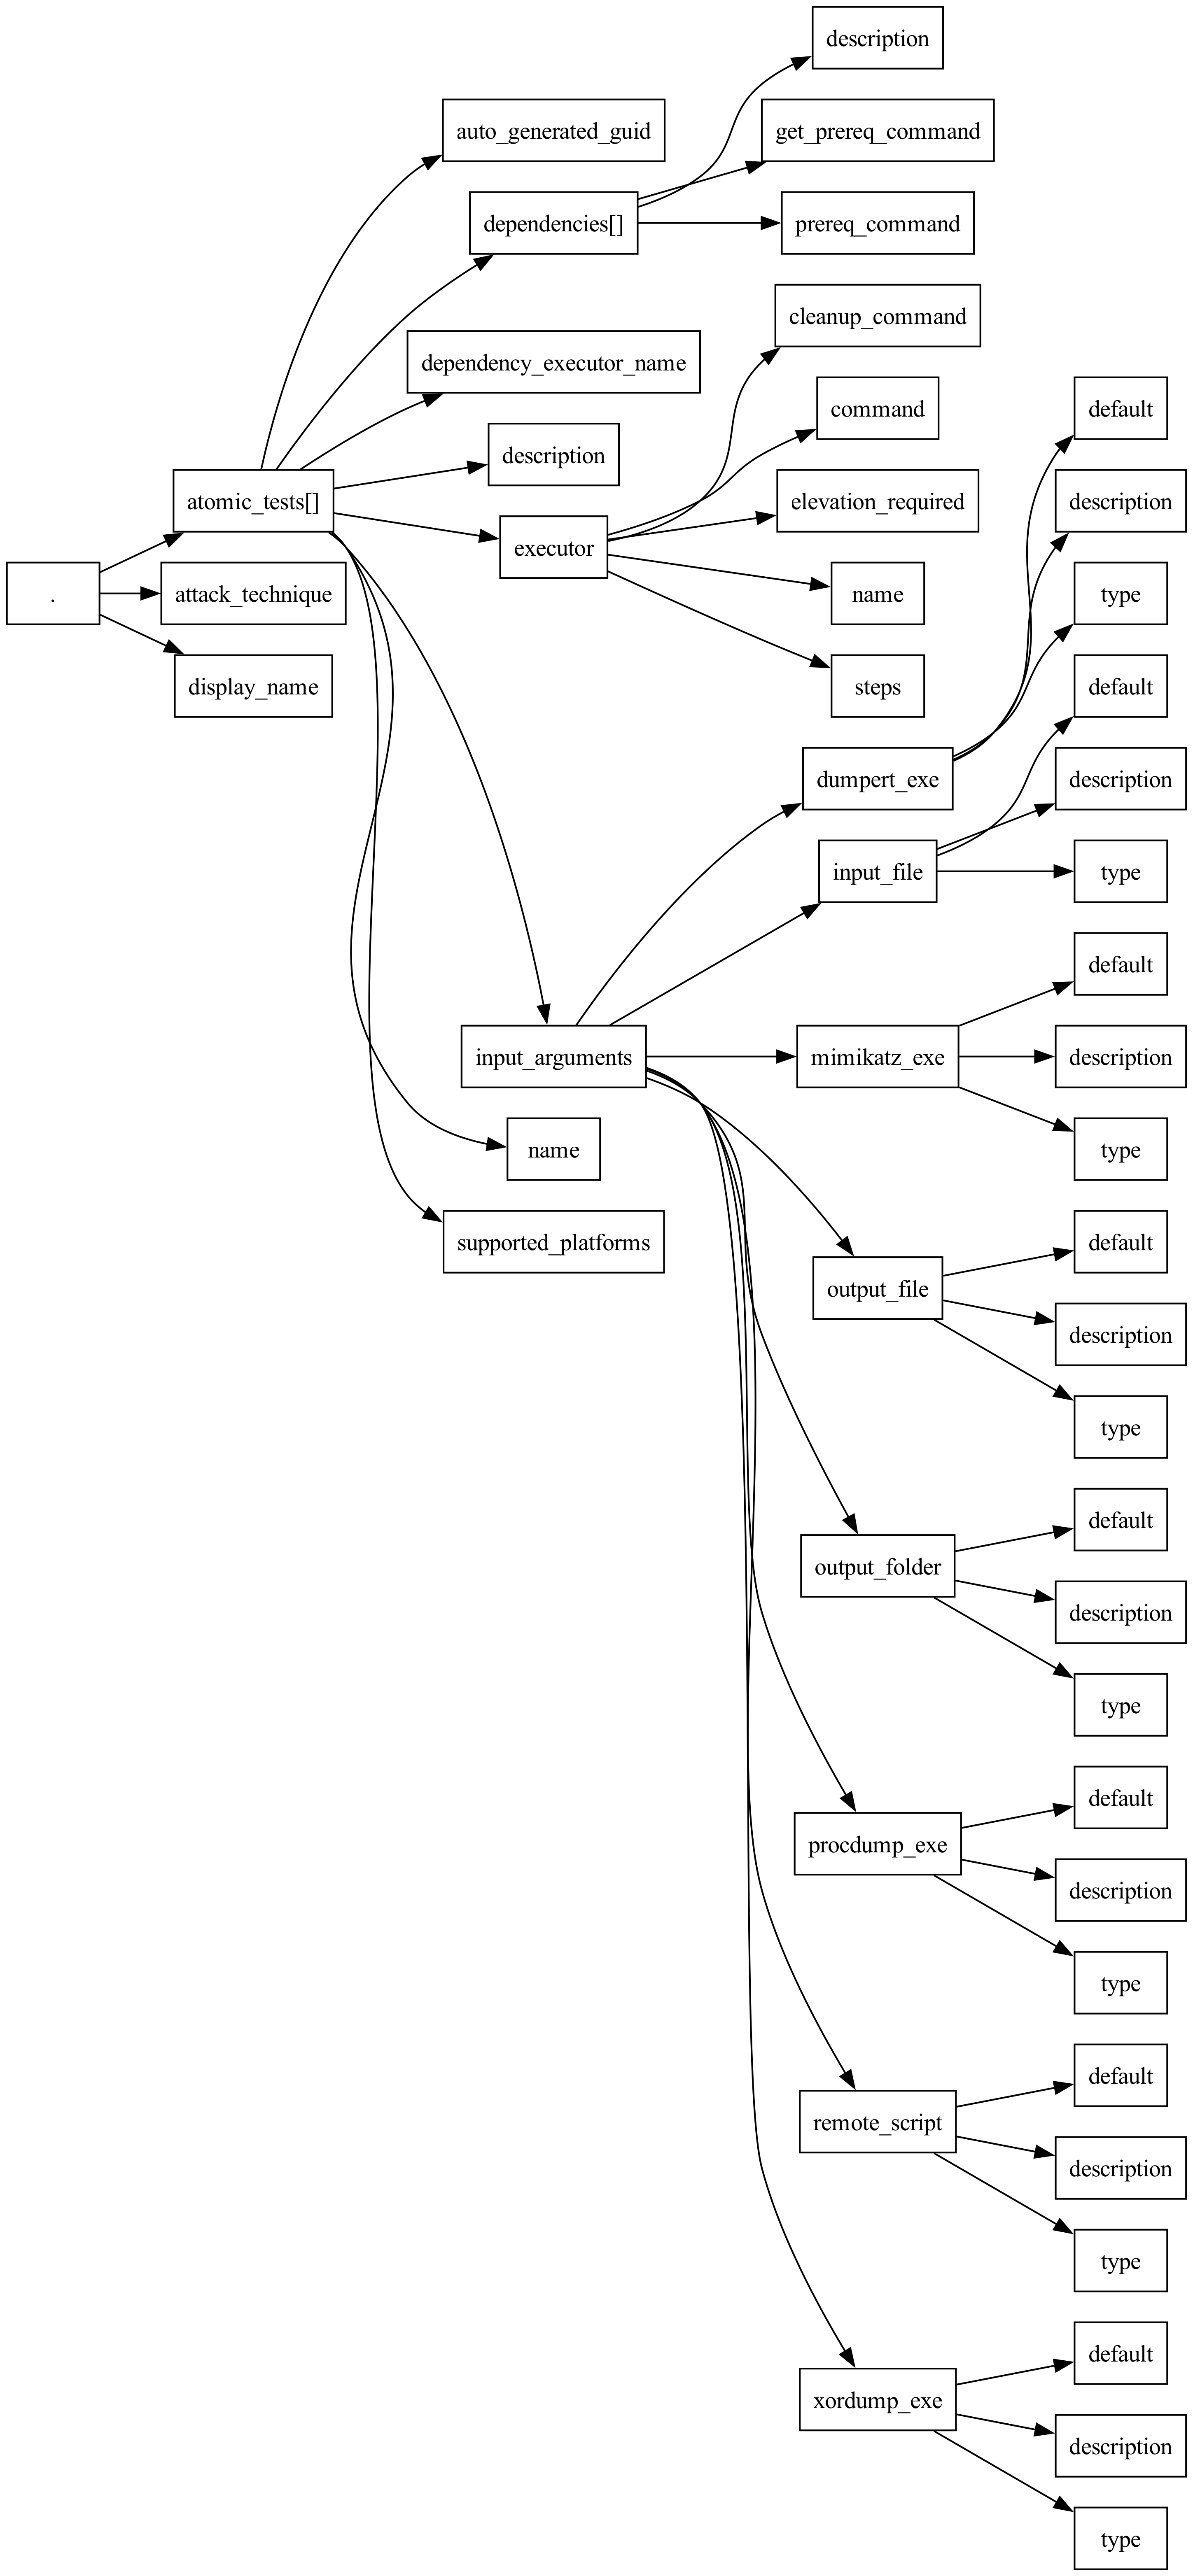 description
auto_generated_guid
get_prereq_command
dependencies[]
prereq_command
cleanup_command
dependency_executor_name
command
default
description
atomic_tests[]
elevation_required
description
executor
.
attack_technique
name
type
display_name
steps
default
dumpert_exe
description
input_file
type
default
input_arguments
mimikatz_exe
description
name
type
supported_platforms
default
output_file
description
type
default
output_folder
description
type
default
procdump_exe
description
type
default
remote_script
description
type
default
xordump_exe
description
type